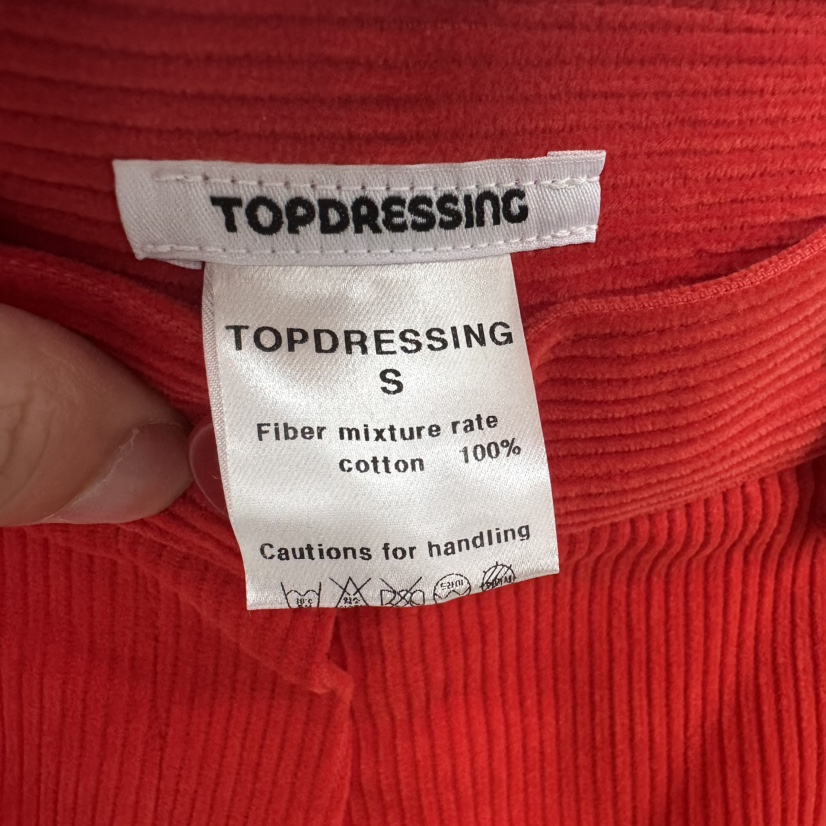 TOPDRESSING
TOPDRESSING
S
Fiber mixture rate
cotton 100%
Cautions for handling